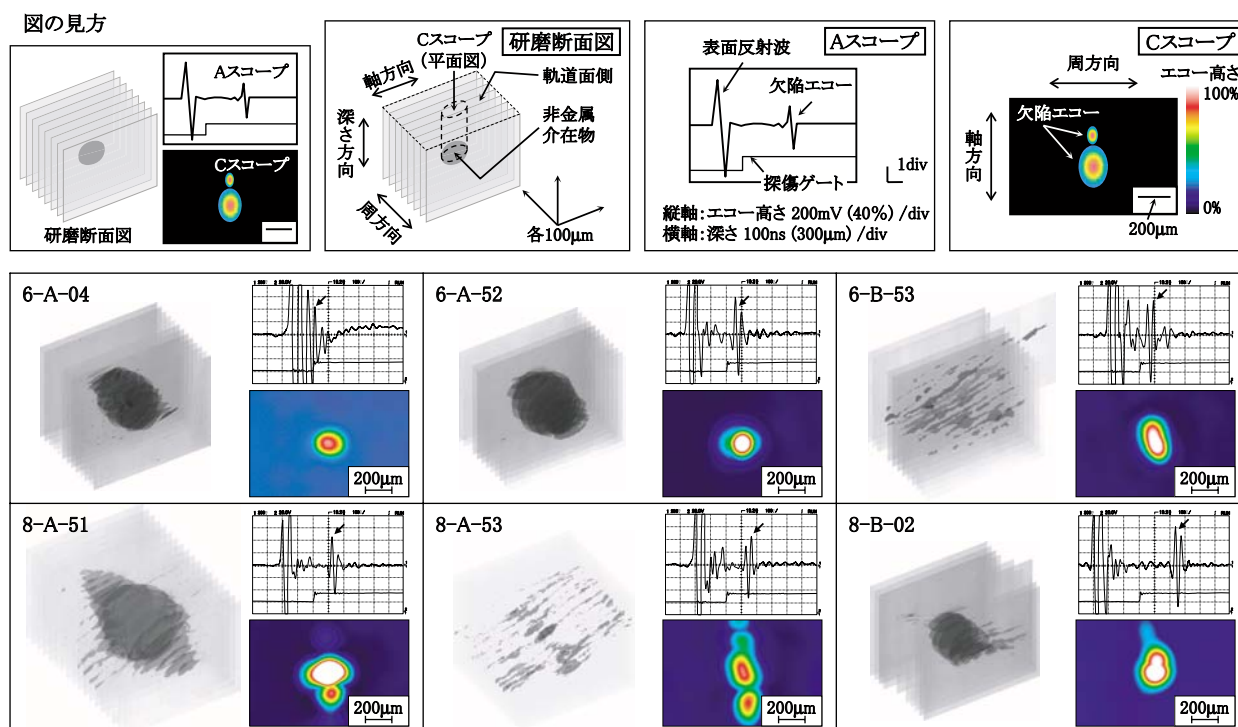 図の見方
Aスコープ
Cスコープ
研磨断面図
研磨断面図
Cスコープ
(平面図)
軸方向
軌道面側
深さ方向
非金属
介在物
周方向
各100μm
Aスコープ
表面反射波
欠陥エコー
探傷ゲート
1div
縦軸:エコー高さ 200mV (40%) /div
横軸:深さ 100ns (300μm) /div
Cスコープ
周方向
エコー高さ
100%
欠陥エコー
軸方向
0%
200μm
6-A-04
200μm
6-A-52
200μm
6-B-53
200μm
8-A-51
200μm
8-A-53
200μm
8-B-02
200μm